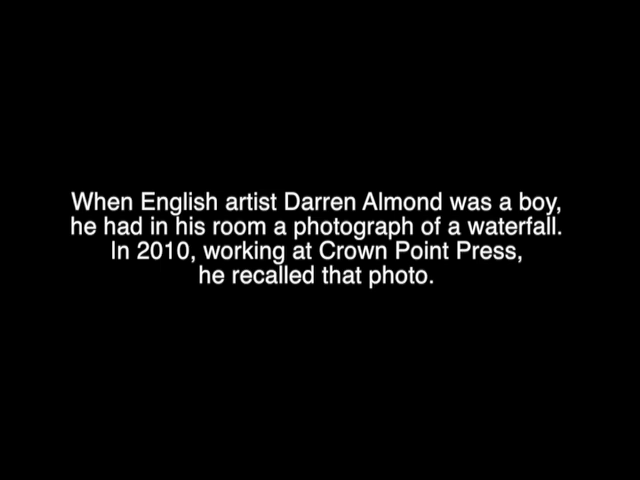 When English artist Darren Almond was a boy,
he had in his room a photograph of a waterfall.
In 2010, working at Crown Point Press,
he recalled that photo.